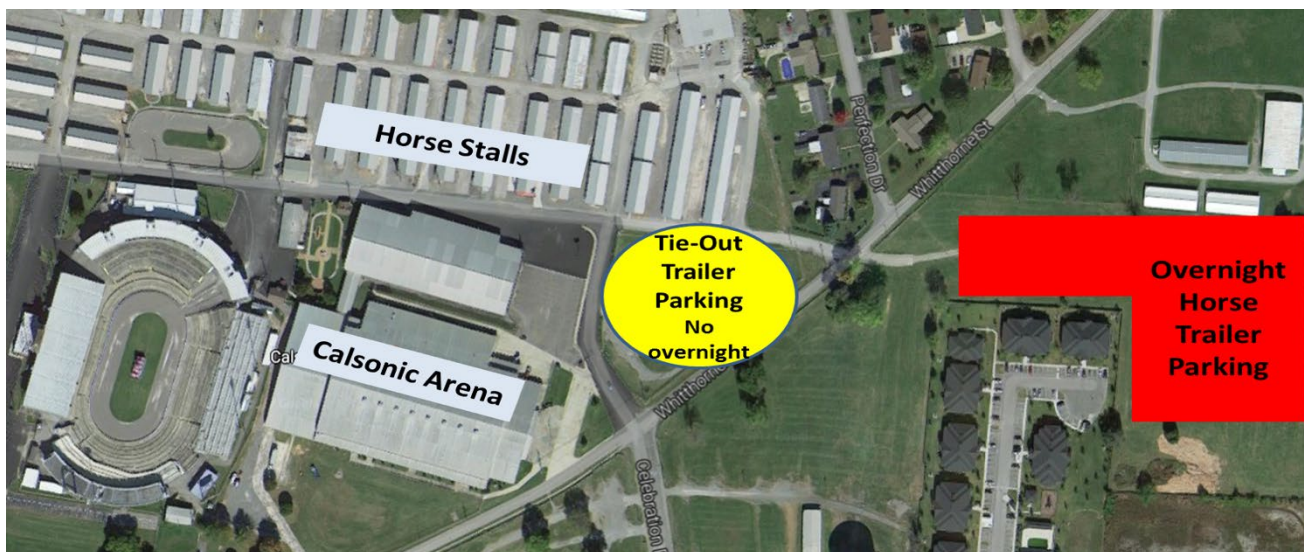 Horse Stalls
Perfection Dr
Whitthorne St
Tie-Out
Trailer
Parking
No
overnight
Overnight
Horse
Trailer
Parking
Cal
Calsonic Arena
Whitthorne
Celebration D